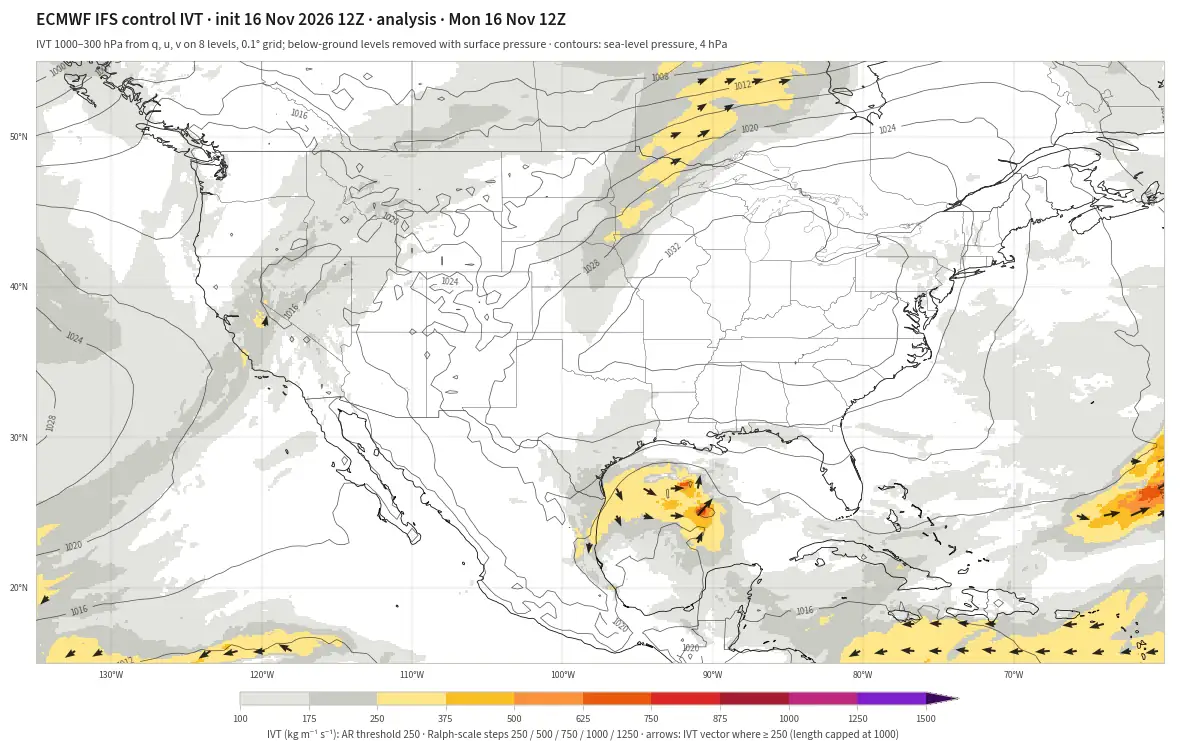 ECMWF IFS control IVT · init 16 Nov 2026 12Z · analysis · Mon 16 Nov 12Z
IVT 1000–300 hPa from q, u, v on 8 levels, 0.1° grid; below-ground levels removed with surface pressure · contours: sea-level pressure, 4 hPa
1000
1008
1012
1016
1020
1024
50°N
1032
1028
1024
40°N
1016
1024
1028
30°N
1020
20°N
1016
1016
1020
1020
1012
130°W 120°W 110°W 100°W 90°W 80°W 70°W
100 175 250 375 500 625 750 875 1000 1250 1500
IVT (kg m⁻¹ s⁻¹): AR threshold 250 · Ralph-scale steps 250 / 500 / 750 / 1000 / 1250 · arrows: IVT vector where ≥ 250 (length capped at 1000)